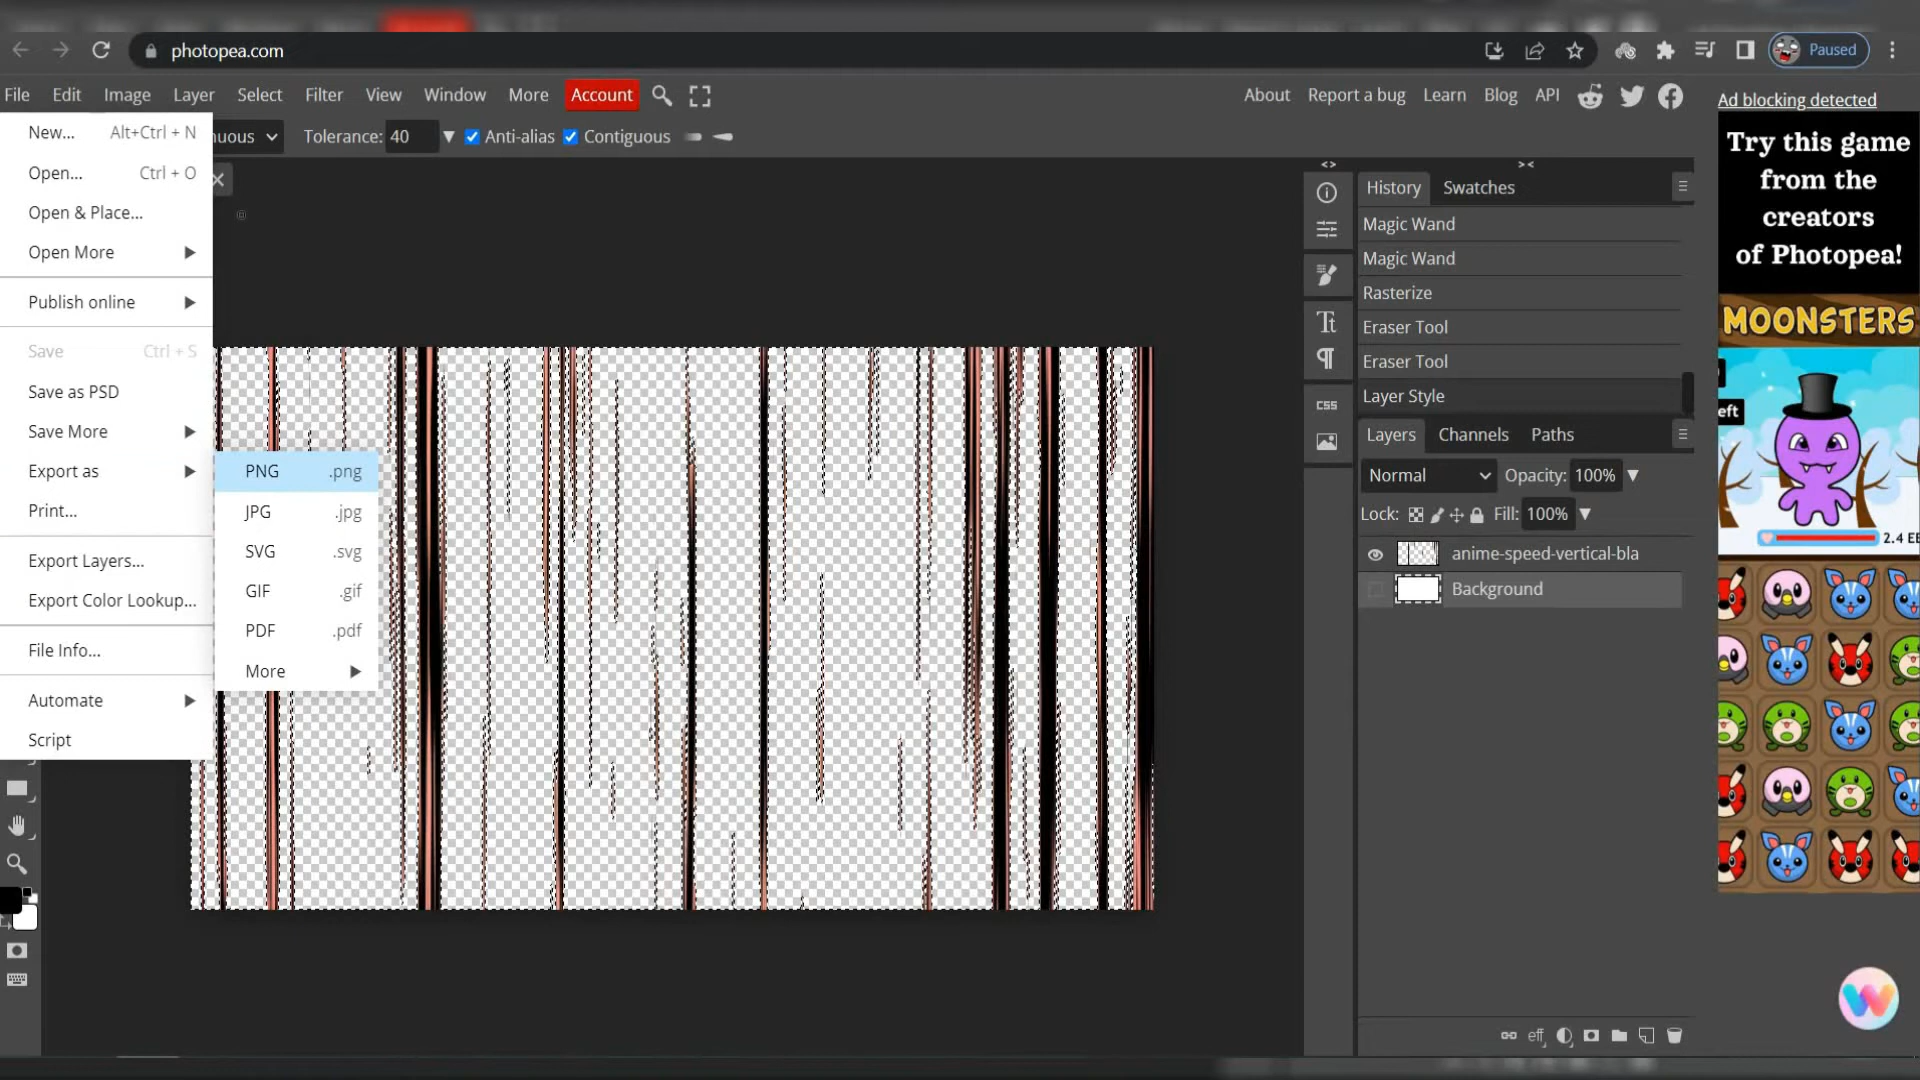 photopea.com
Paused
File Edit Image Layer Select Filter View Window More Account
About Report a bug Learn Blog API
Ad blocking detected
nuous Tolerance: 40 Anti-alias Contiguous
New... Alt+Ctrl + N
Open... Ctrl + O
Open & Place...
Open More
Publish online
Save Ctrl + S
Save as PSD
Save More
Export as
Print...
Export Layers...
Export Color Lookup...
File Info...
Automate
Script
PNG .png
JPG .jpg
SVG .svg
GIF .gif
PDF .pdf
More
History Swatches
Magic Wand
Magic Wand
Rasterize
Eraser Tool
Eraser Tool
Layer Style
CSS
Layers Channels Paths
Normal Opacity: 100%
Lock: Fill: 100%
anime-speed-vertical-bla
Background
eff
Try this game
from the
creators
of Photopea!
MOONSTERS
eft
2.4 EE